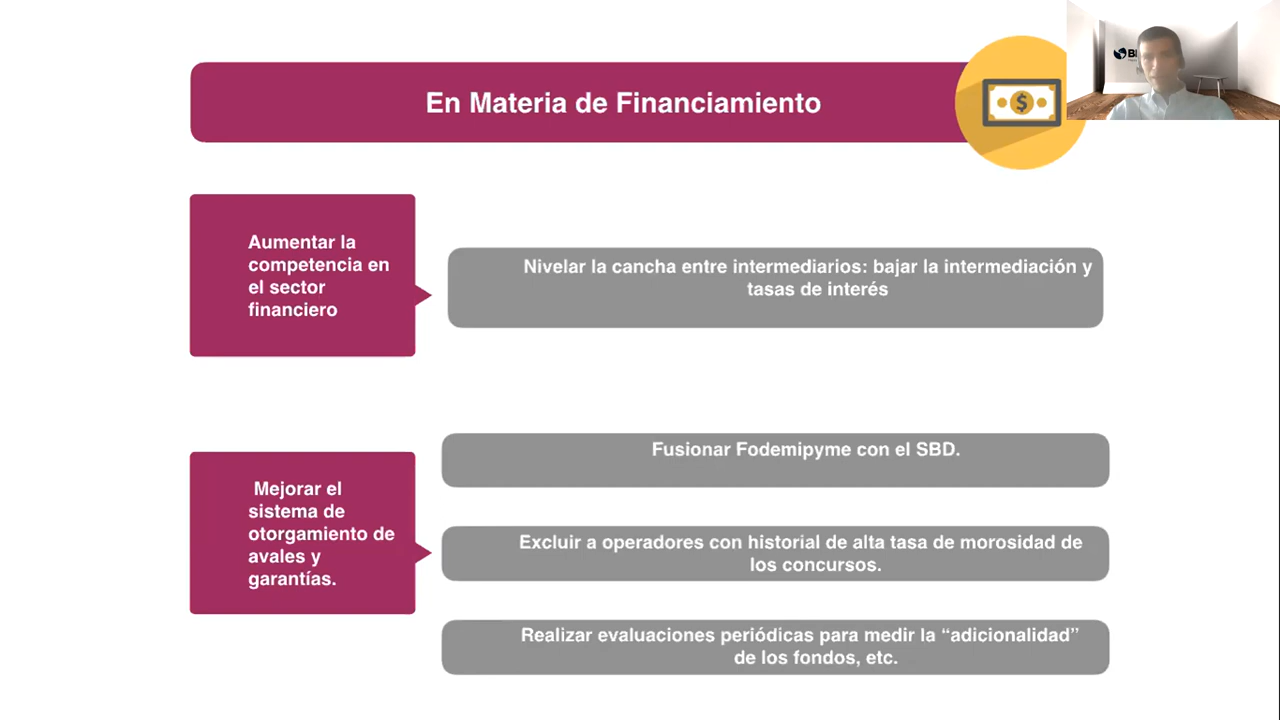 En Materia de Financiamiento
$
Aumentar la
competencia en
el sector
financiero
Nivelar la cancha entre intermediarios: bajar la intermediación y
tasas de interés
Mejorar el
sistema de
otorgamiento de
avales y
garantías.
Fusionar Fodemipyme con el SBD.
Excluir a operadores con historial de alta tasa de morosidad de
los concursos.
Realizar evaluaciones periódicas para medir la “adicionalidad”
de los fondos, etc.